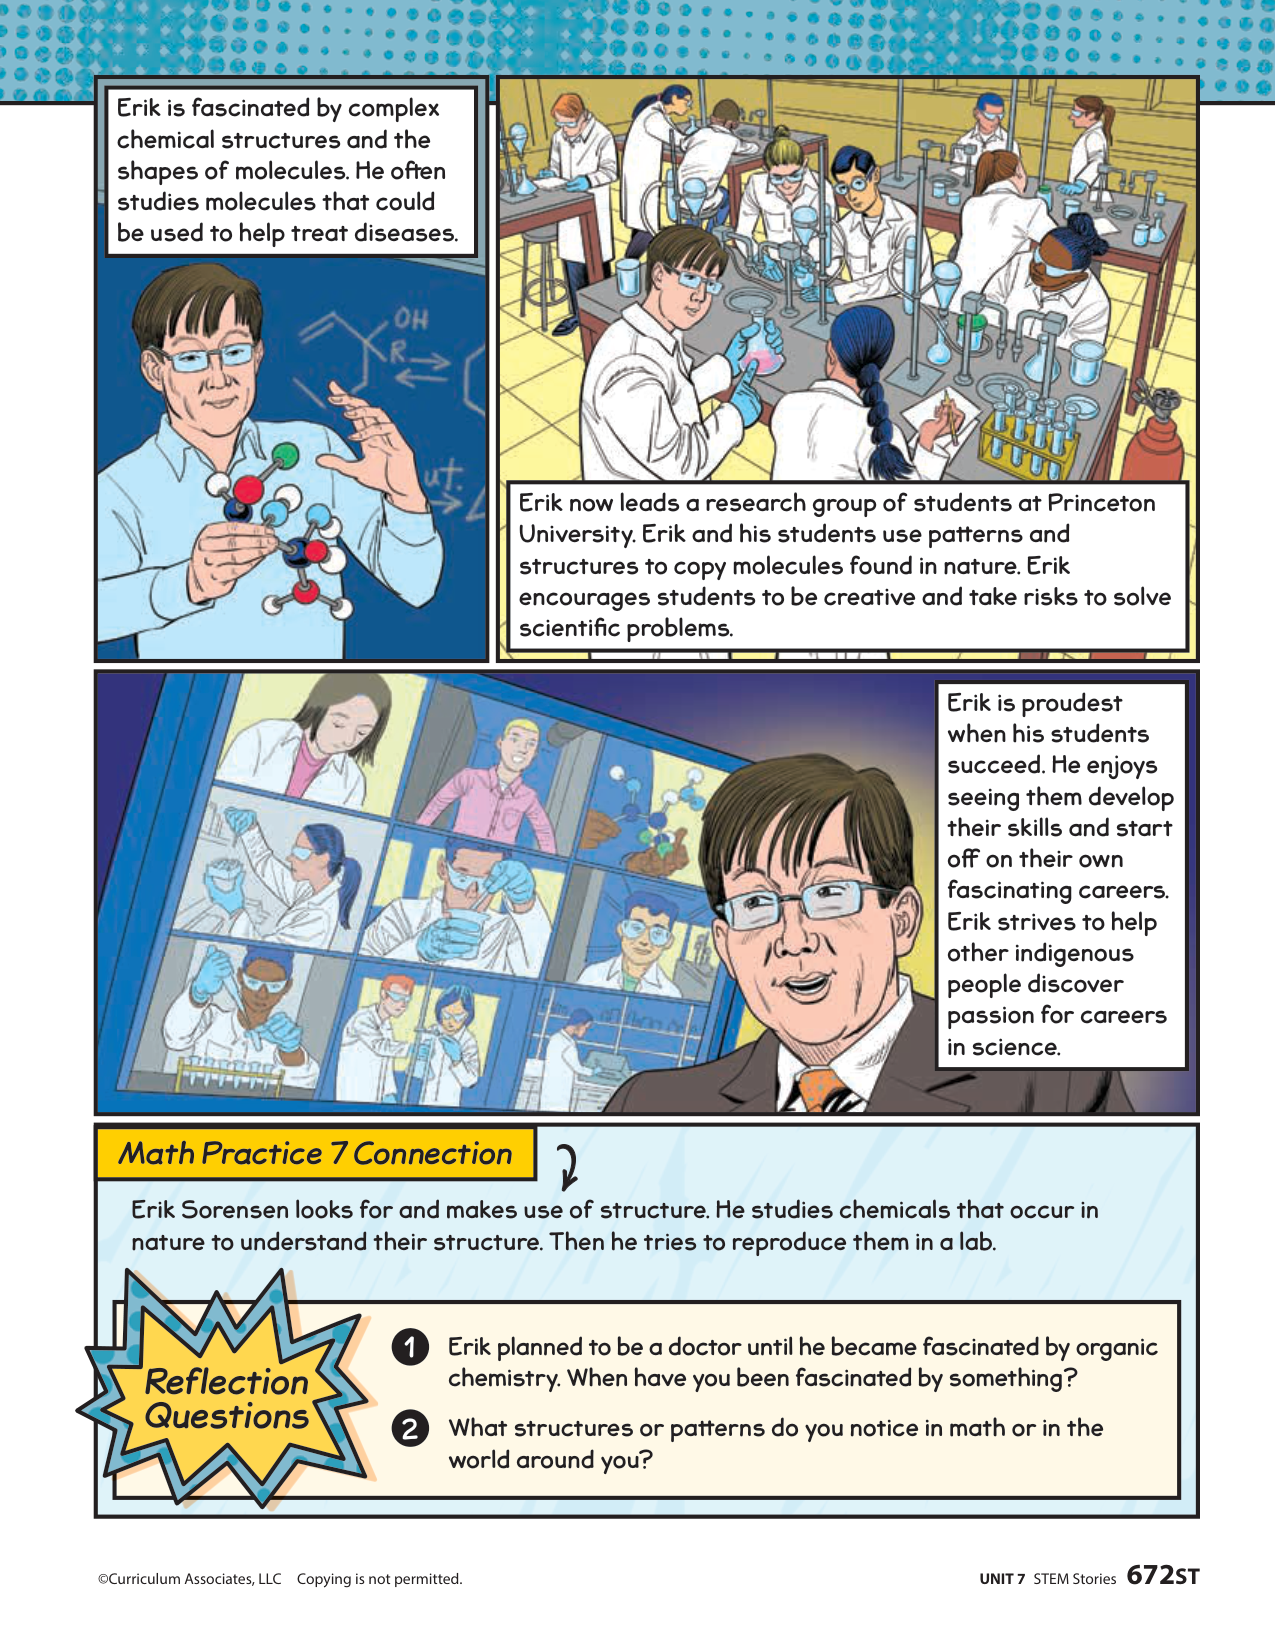 Erik is fascinated by complex
chemical structures and the
shapes of molecules. He often
studies molecules that could
be used to help treat diseases.
OH
R
ut.
Erik now leads a research group of students at Princeton
University. Erik and his students use patterns and
structures to copy molecules found in nature. Erik
encourages students to be creative and take risks to solve
scientific problems.
Erik is proudest
when his students
succeed. He enjoys
seeing them develop
their skills and start
off on their own
fascinating careers.
Erik strives to help
other indigenous
people discover
passion for careers
in science.
Math Practice 7 Connection
Erik Sorensen looks for and makes use of structure. He studies chemicals that occur in
nature to understand their structure. Then he tries to reproduce them in a lab.
Reflection
Questions
1 Erik planned to be a doctor until he became fascinated by organic
chemistry. When have you been fascinated by something?
2 What structures or patterns do you notice in math or in the
world around you?
©Curriculum Associates, LLC Copying is not permitted.
UNIT 7 STEM Stories 672ST